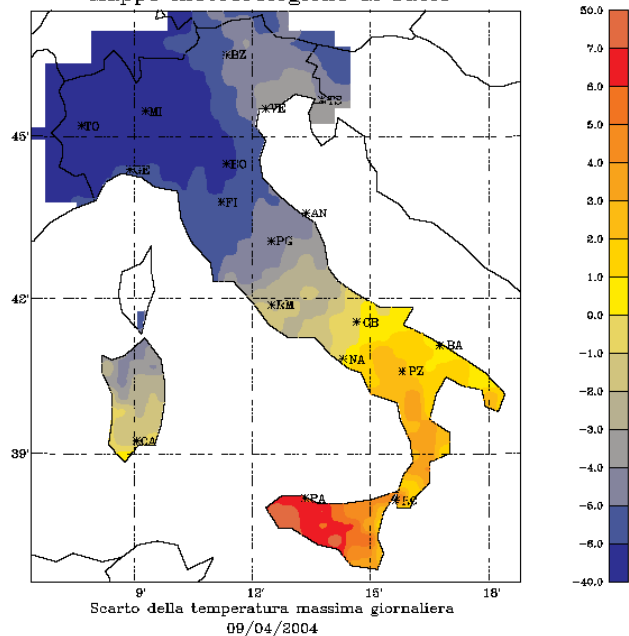 50.0
7.0
*BZ
6.0
*TS
*VE
*MI
5.0
*TO
45'
4.0
*BO
*GE
*FI
3.0
*AN
*PG
2.0
1.0
42'
*RM
0.0
*CB
*BA
-1.0
*NA
*PZ
-2.0
-3.0
*CA
39'
-4.0
*PA
*RC
-5.0
-6.0
-40.0
9' 12' 15' 18'
Scarto della temperatura massima giornaliera
09/04/2004